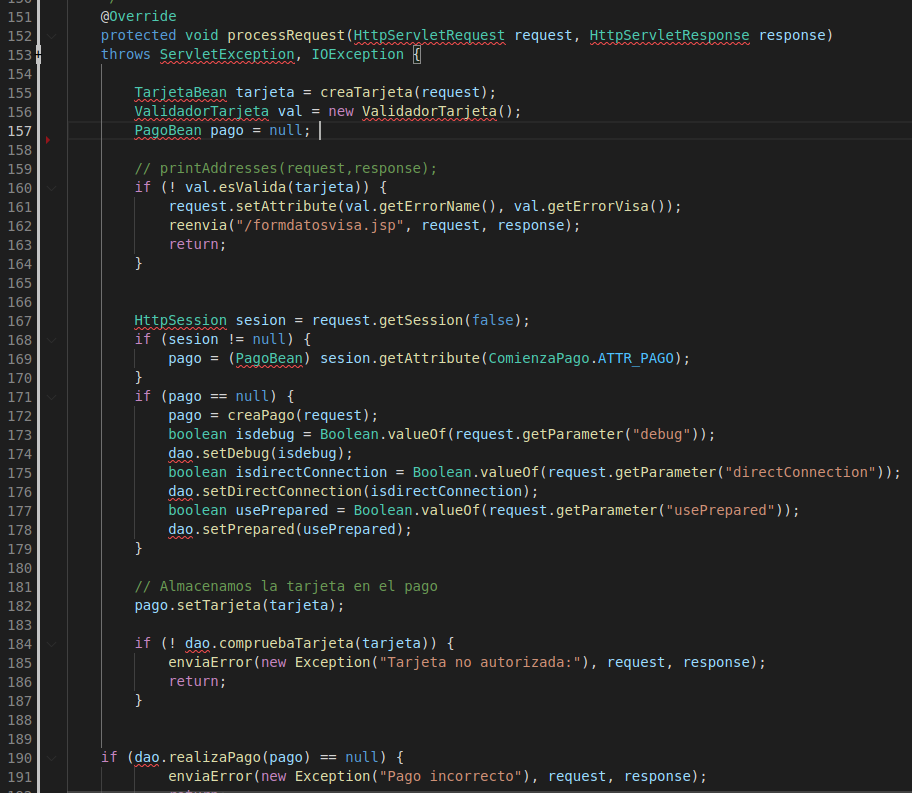 151 @Override
152 protected void processRequest(HttpServletRequest request, HttpServletResponse response)
153 throws ServletException, IOException {
154
155 TarjetaBean tarjeta = creaTarjeta(request);
156 ValidadorTarjeta val = new ValidadorTarjeta();
157 PagoBean pago = null;
158
159 // printAddresses(request,response);
160 if (! val.esValida(tarjeta)) {
161 request.setAttribute(val.getErrorName(), val.getErrorVisa());
162 reenvia("/formdatosvisa.jsp", request, response);
163 return;
164 }
165
166
167 HttpSession sesion = request.getSession(false);
168 if (sesion != null) {
169 pago = (PagoBean) sesion.getAttribute(ComienzaPago.ATTR_PAGO);
170 }
171 if (pago == null) {
172 pago = creaPago(request);
173 boolean isdebug = Boolean.valueOf(request.getParameter("debug"));
174 dao.setDebug(isdebug);
175 boolean isdirectConnection = Boolean.valueOf(request.getParameter("directConnection"));
176 dao.setDirectConnection(isdirectConnection);
177 boolean usePrepared = Boolean.valueOf(request.getParameter("usePrepared"));
178 dao.setPrepared(usePrepared);
179 }
180
181 // Almacenamos la tarjeta en el pago
182 pago.setTarjeta(tarjeta);
183
184 if (! dao.compruebaTarjeta(tarjeta)) {
185 enviaError(new Exception("Tarjeta no autorizada:"), request, response);
186 return;
187 }
188
189
190 if (dao.realizaPago(pago) == null) {
191 enviaError(new Exception("Pago incorrecto"), request, response);